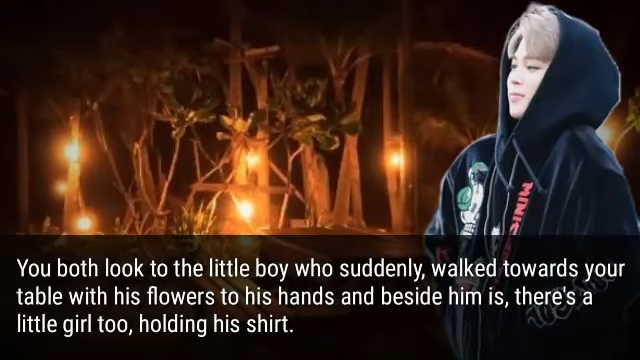 MINIS
You both look to the little boy who suddenly, walked towards your
table with his flowers to his hands and beside him is, there's a
little girl too, holding his shirt.